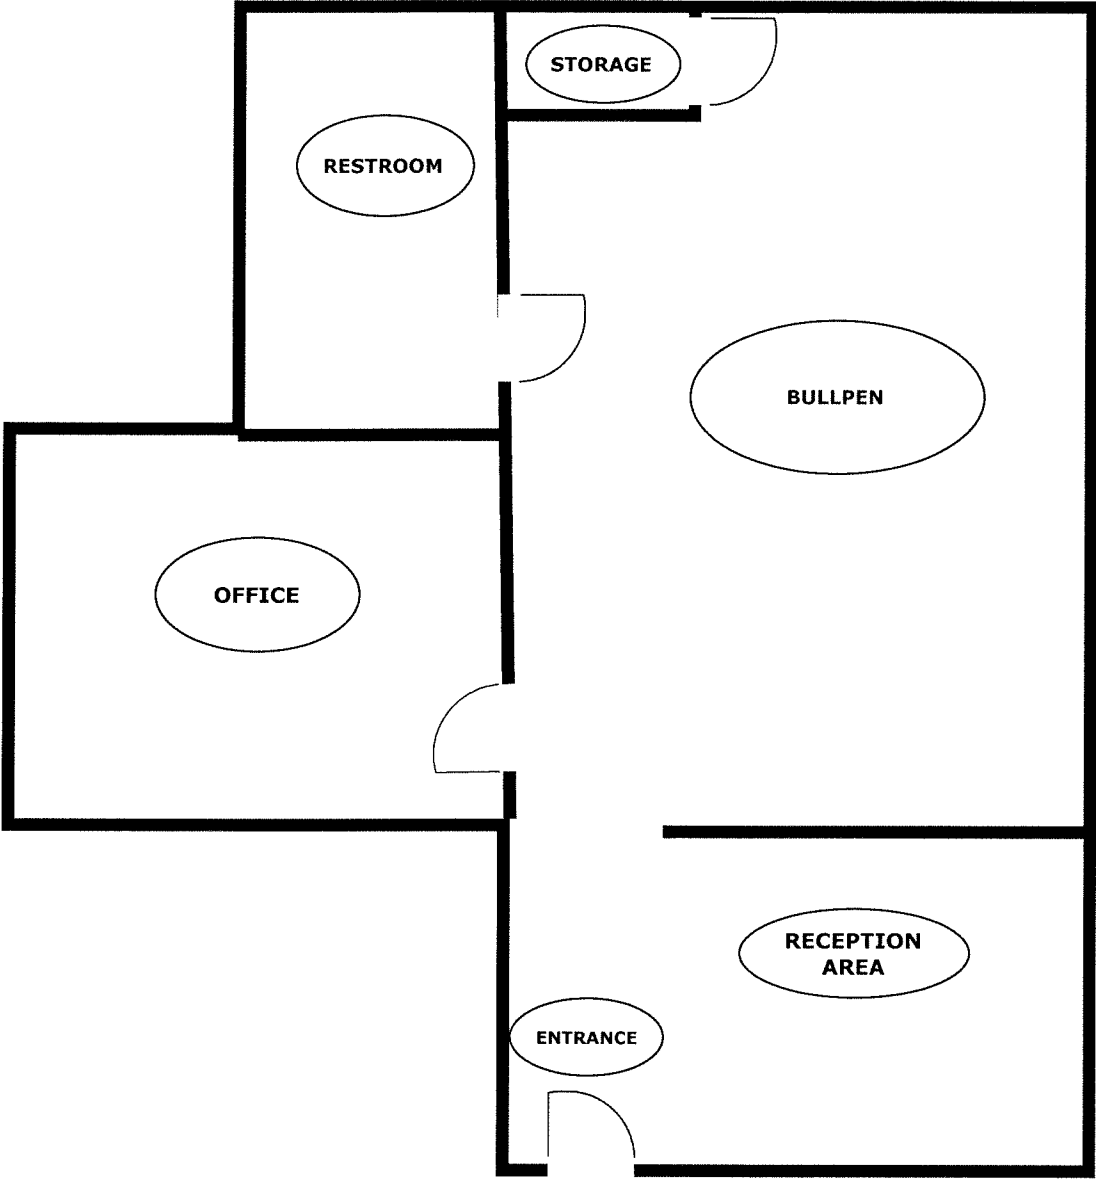 STORAGE
RESTROOM
BULLPEN
OFFICE
RECEPTION
AREA
ENTRANCE